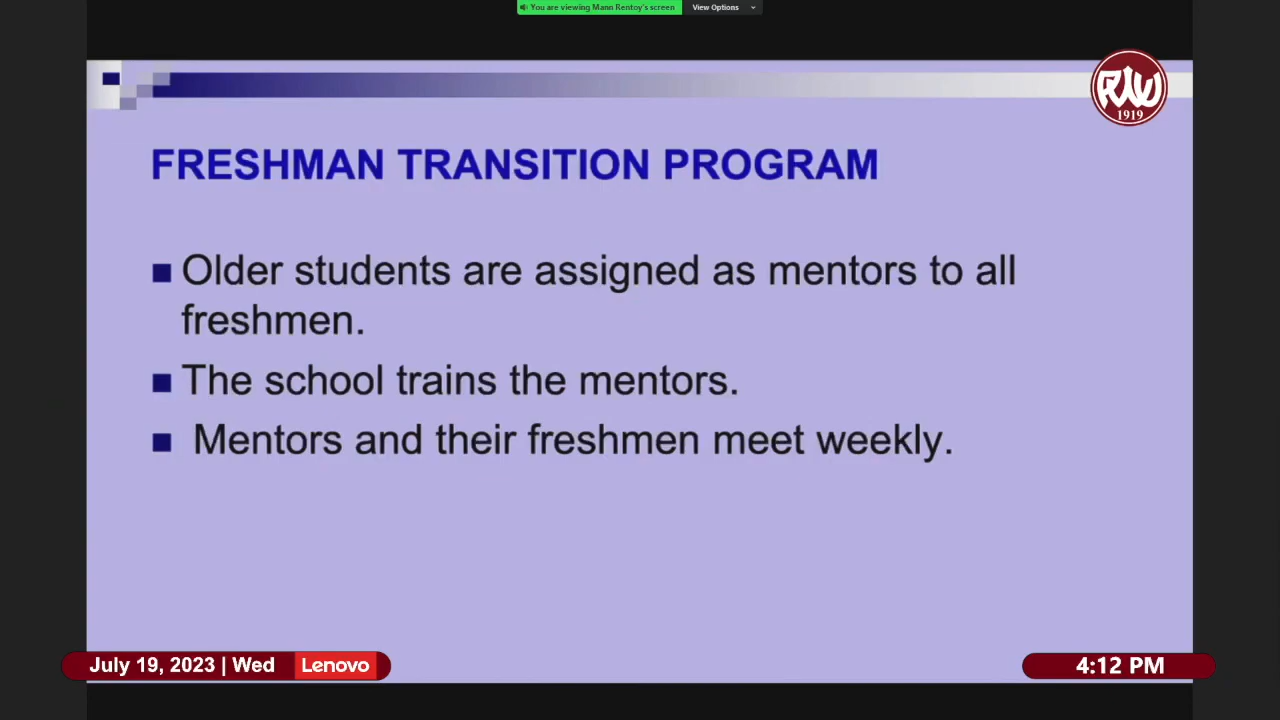 You are viewing Mann Rentoy's screen
View Options
1919
FRESHMAN TRANSITION PROGRAM
Older students are assigned as mentors to all
freshmen.
The school trains the mentors.
Mentors and their freshmen meet weekly.
July 19, 2023 | Wed
Lenovo
4:12 PM